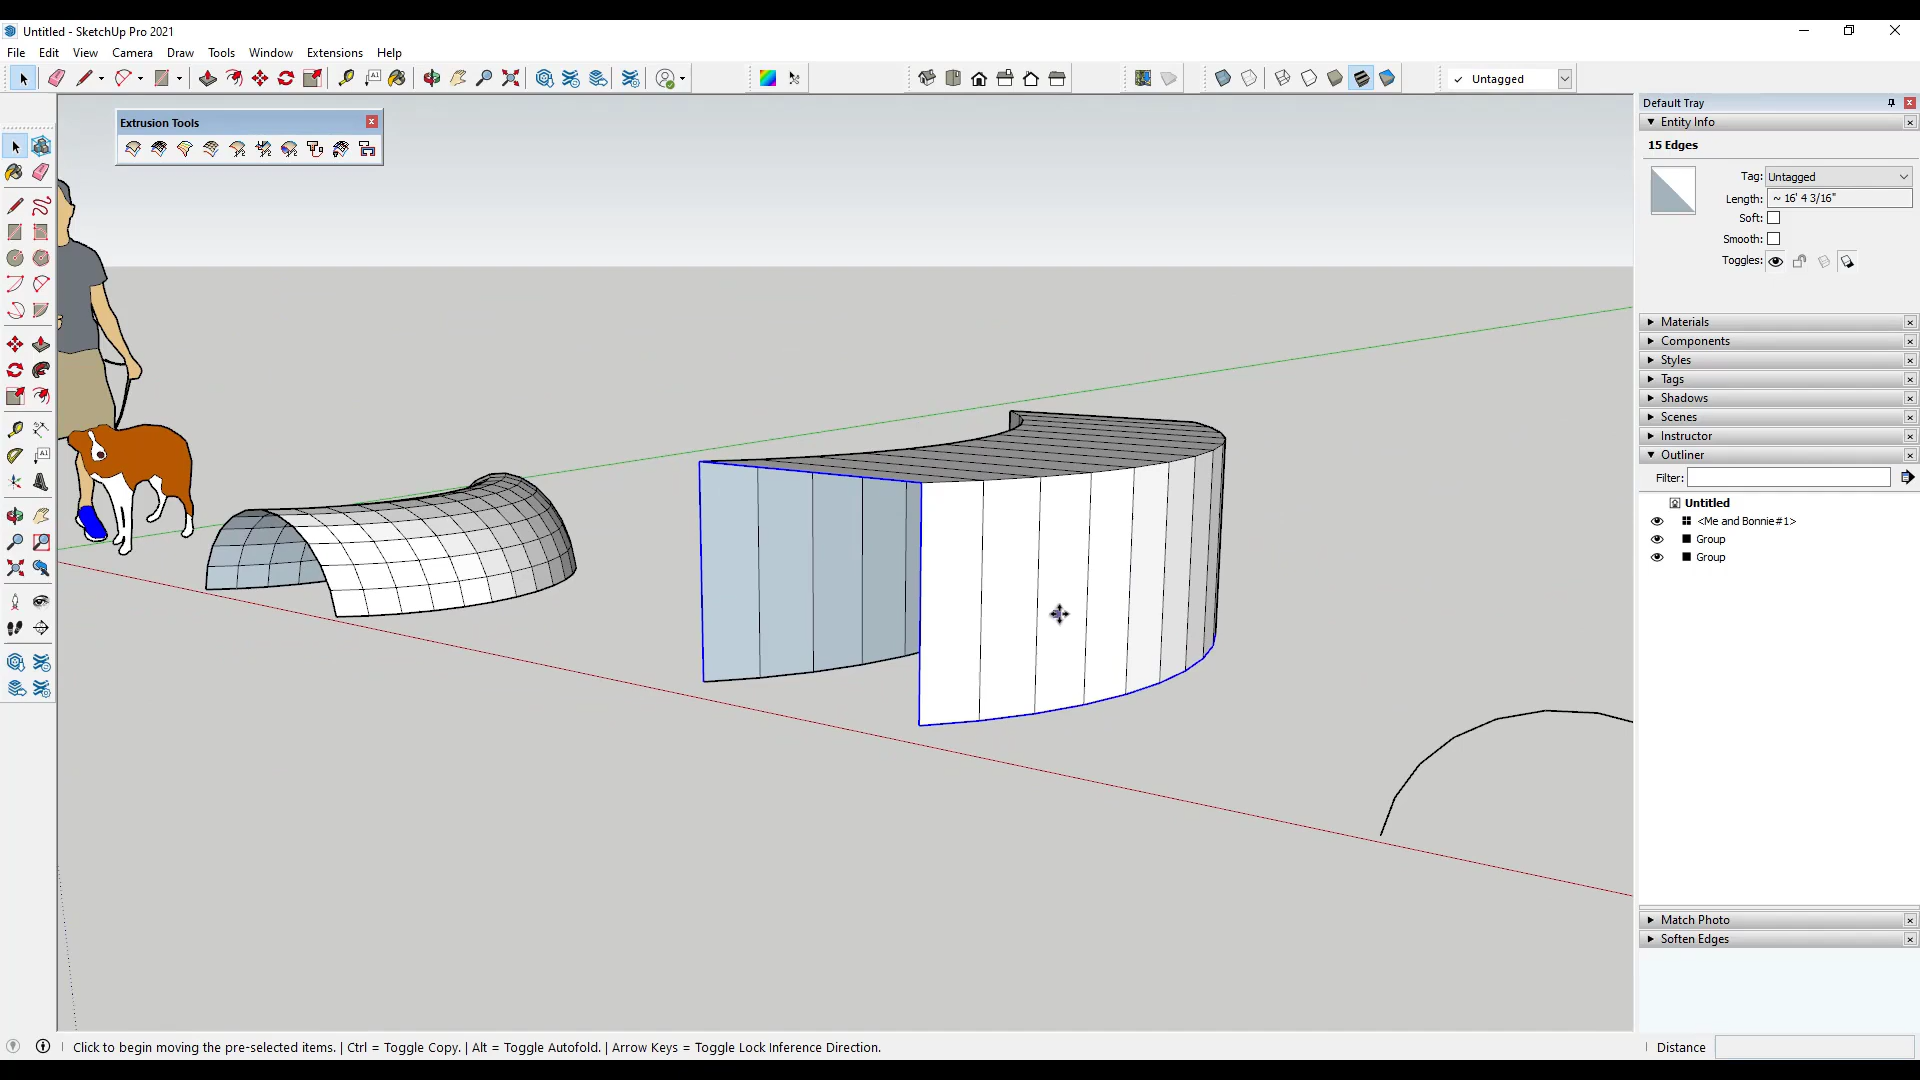 Untitled - SketchUp Pro 2021
File Edit View Camera Draw Tools Window Extensions Help
Untagged
Extrusion Tools
Default Tray
Entity Info
15 Edges
Tag: Untagged
Length: ~ 16' 4 3/16"
Soft:
Smooth:
Toggles:
Materials
Components
Styles
Tags
Shadows
Scenes
Instructor
Outliner
Filter:
Untitled
<Me and Bonnie#1>
Group
Group
Match Photo
Soften Edges
Click to begin moving the pre-selected items. | Ctrl = Toggle Copy. | Alt = Toggle Autofold. | Arrow Keys = Toggle Lock Inference Direction.
Distance